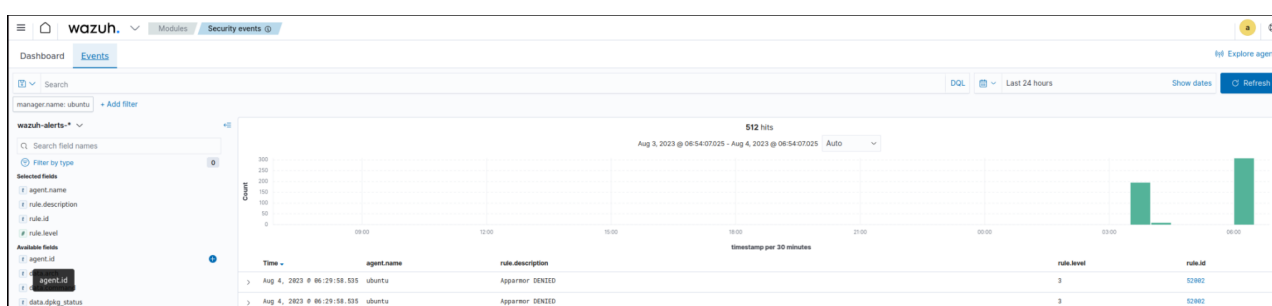 wazuh. Modules Security events a
Dashboard Events Explore agen
Search DQL Last 24 hours Show dates Refresh
manager.name: ubuntu + Add filter
wazuh-alerts-*
Search field names
Filter by type 0
Selected fields
t agent.name
t rule.description
t rule.id
# rule.level
Available fields
t agent.id
agent.id
t data.dpkg_status
512 hits
Aug 3, 2023 @ 06:54:07.025 - Aug 4, 2023 @ 06:54:07.025 Auto
Count
300
250
200
150
100
50
0
09:00 12:00 15:00 18:00 21:00 00:00 03:00 06:00
timestamp per 30 minutes
Time agent.name rule.description rule.level rule.id
Aug 4, 2023 @ 06:29:58.535 ubuntu Apparmor DENIED 3 52002
Aug 4, 2023 @ 06:29:58.535 ubuntu Apparmor DENIED 3 52002